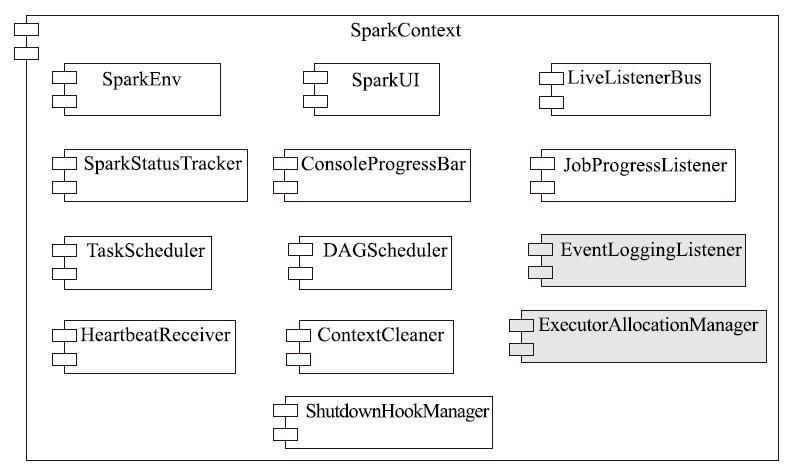 SparkContext
SparkEnv
SparkUI
LiveListenerBus
SparkStatusTracker
ConsoleProgressBar
JobProgressListener
TaskScheduler
DAGScheduler
EventLoggingListener
HeartbeatReceiver
ContextCleaner
ExecutorAllocationManager
ShutdownHookManager